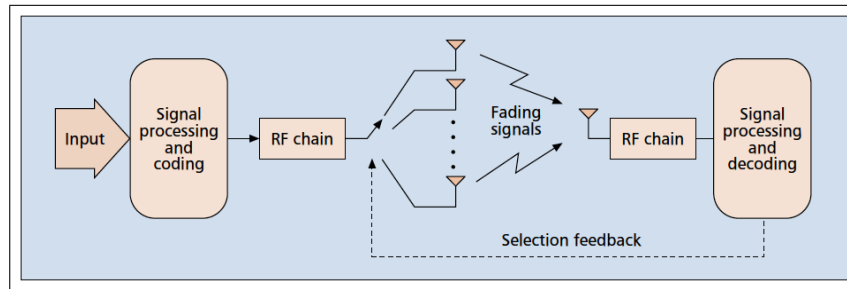 Input
Signal
processing
and
coding
RF chain
Fading
signals
RF chain
Signal
processing
and
decoding
Selection feedback